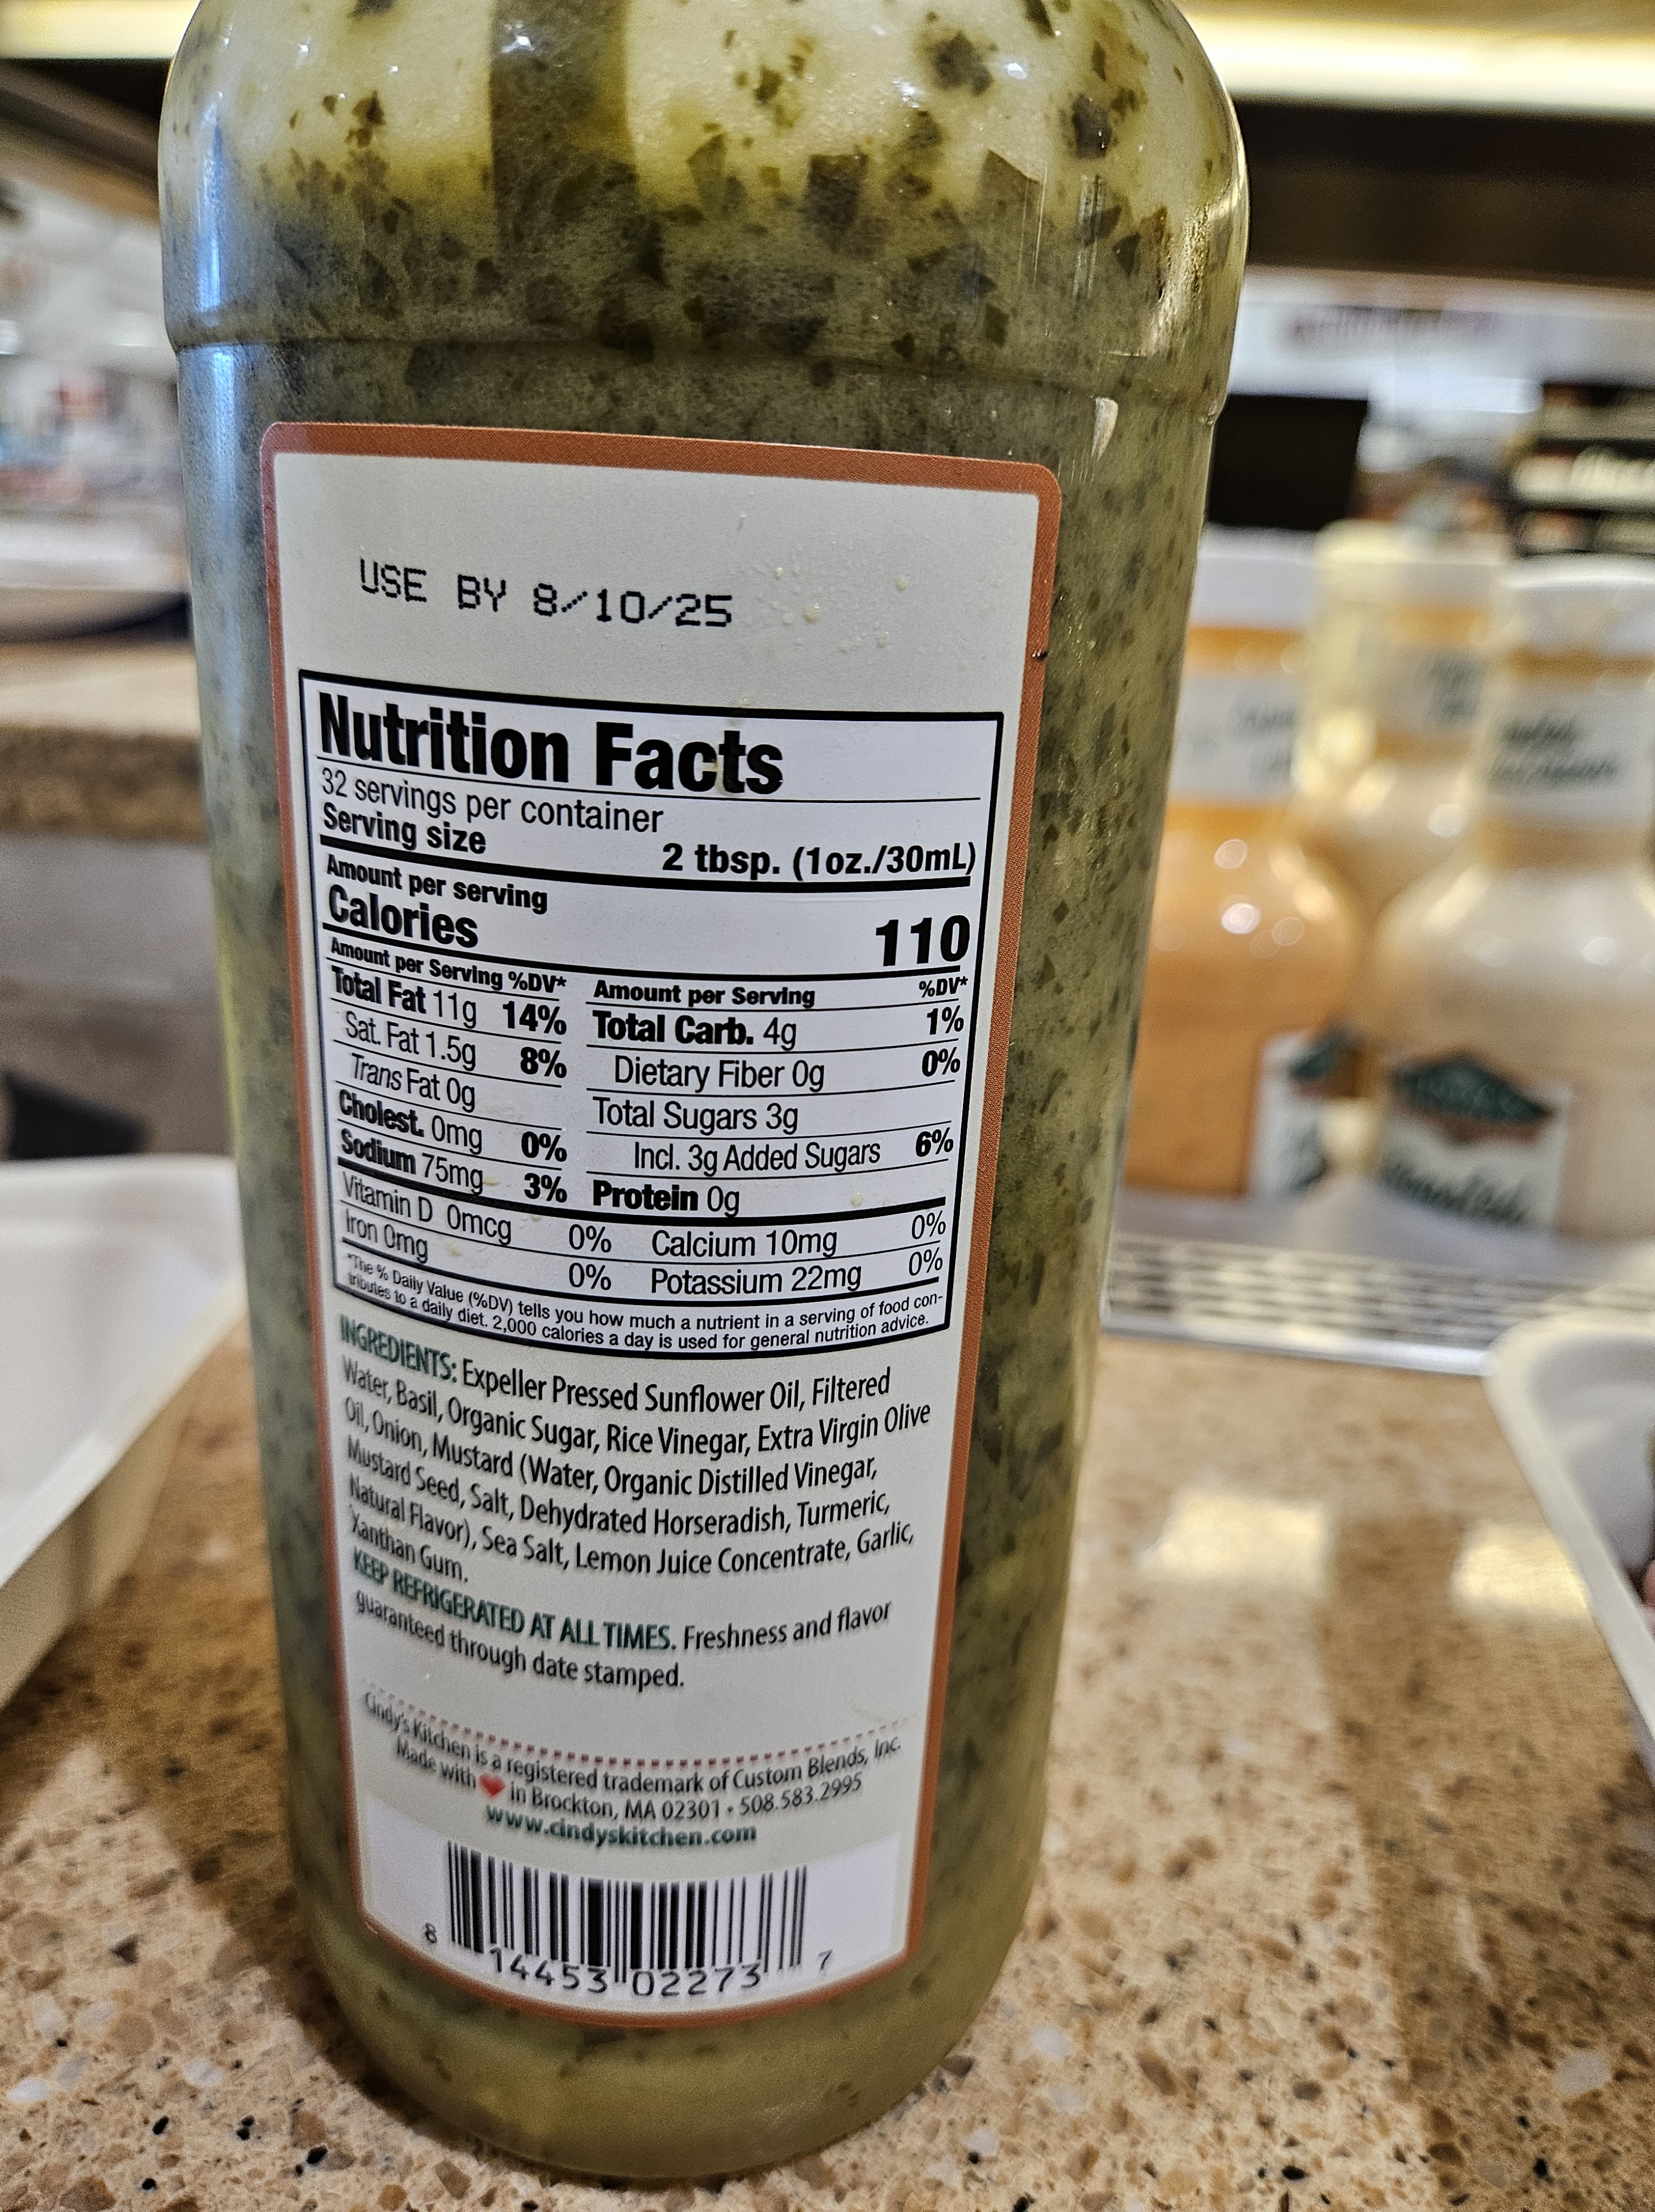 USE BY 8/10/25
Nutrition Facts
32 servings per container
Serving size 2 tbsp. (1oz./30mL)
Amount per serving
Calories 110
Amount per Serving %DV*
Total Fat 11g 14%
Sat. Fat 1.5g 8%
Trans Fat 0g
Cholest. 0mg 0%
Sodium 75mg 3%
Amount per Serving %DV*
Total Carb. 4g 1%
Dietary Fiber 0g 0%
Total Sugars 3g
Incl. 3g Added Sugars 6%
Protein 0g
Vitamin D 0mcg 0% Calcium 10mg 0%
Iron 0mg 0% Potassium 22mg 0%
*The % Daily Value (%DV) tells you how much a nutrient in a serving of food con-
tributes to a daily diet. 2,000 calories a day is used for general nutrition advice.
INGREDIENTS: Expeller Pressed Sunflower Oil, Filtered
Water, Basil, Organic Sugar, Rice Vinegar, Extra Virgin Olive
Oil, Onion, Mustard (Water, Organic Distilled Vinegar,
Mustard Seed, Salt, Dehydrated Horseradish, Turmeric,
Natural Flavor), Sea Salt, Lemon Juice Concentrate, Garlic,
Xanthan Gum.
KEEP REFRIGERATED AT ALL TIMES. Freshness and flavor
guaranteed through date stamped.
Cindy's Kitchen is a registered trademark of Custom Blends, Inc.
Made with ❤ in Brockton, MA 02301 • 508.583.2995
www.cindyskitchen.com
8 14453 02273 7